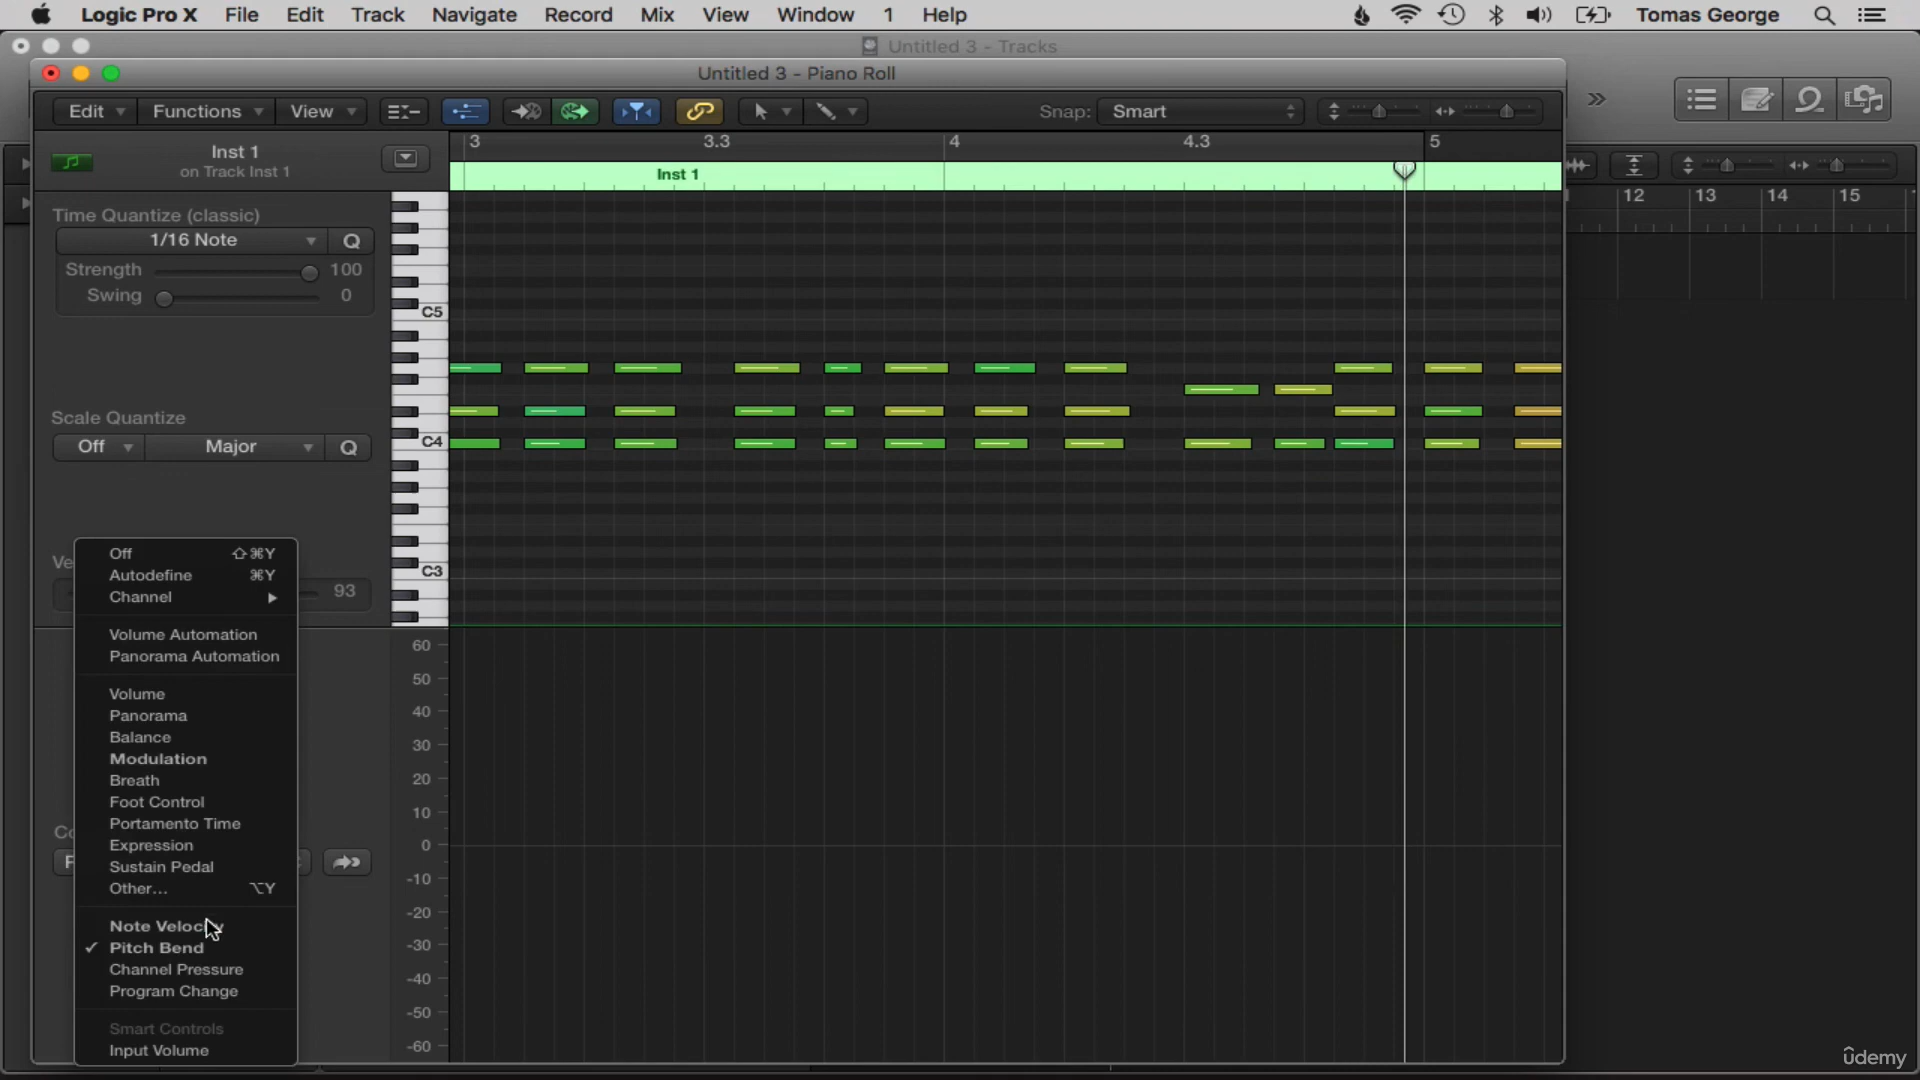 Logic Pro X File Edit Track Navigate Record Mix View Window 1 Help Tomas George
Untitled 3 - Tracks
Untitled 3 - Piano Roll
Edit Functions View Snap: Smart
Inst 1
on Track Inst 1
3 3.3 4 4.3 5
Inst 1
12 13 14 15
Time Quantize (classic)
1/16 Note Q
Strength 100
Swing 0
C5
Scale Quantize
Off Major Q
C4
C3
Ve
93
Off ⇧⌘Y
Autodefine ⌘Y
Channel ▶
Volume Automation
Panorama Automation
Volume
Panorama
Balance
Modulation
Breath
Foot Control
Portamento Time
Expression
Sustain Pedal
Other... ⌥Y
Note Velocity
✓ Pitch Bend
Channel Pressure
Program Change
Smart Controls
Input Volume
60
50
40
30
20
10
0
-10
-20
-30
-40
-50
-60
ûdemy